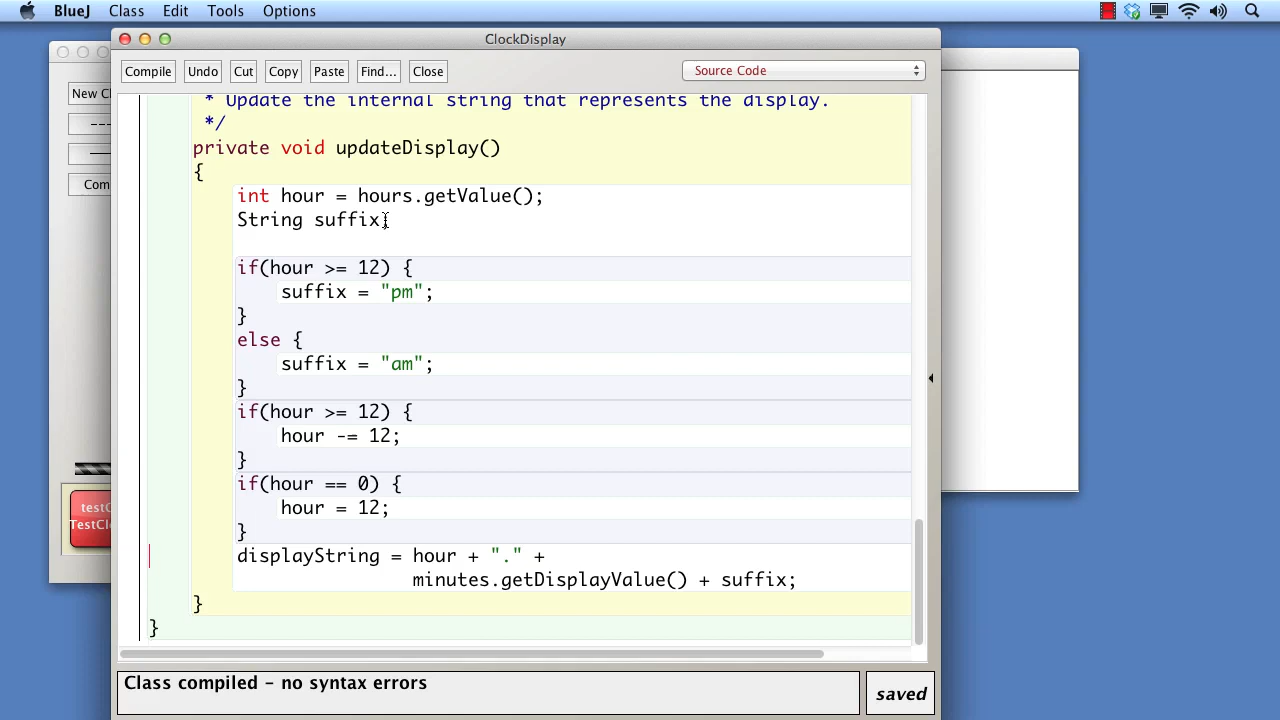 BlueJ Class Edit Tools Options
ClockDisplay
Compile Undo Cut Copy Paste Find... Close
Source Code
New Cl
Com
* Update the internal string that represents the display.
*/
private void updateDisplay()
{
int hour = hours.getValue();
String suffix;
if(hour >= 12) {
suffix = "pm";
}
else {
suffix = "am";
}
if(hour >= 12) {
hour -= 12;
}
if(hour == 0) {
hour = 12;
}
displayString = hour + "." +
minutes.getDisplayValue() + suffix;
}
}
testC
TestClo
Class compiled - no syntax errors
saved